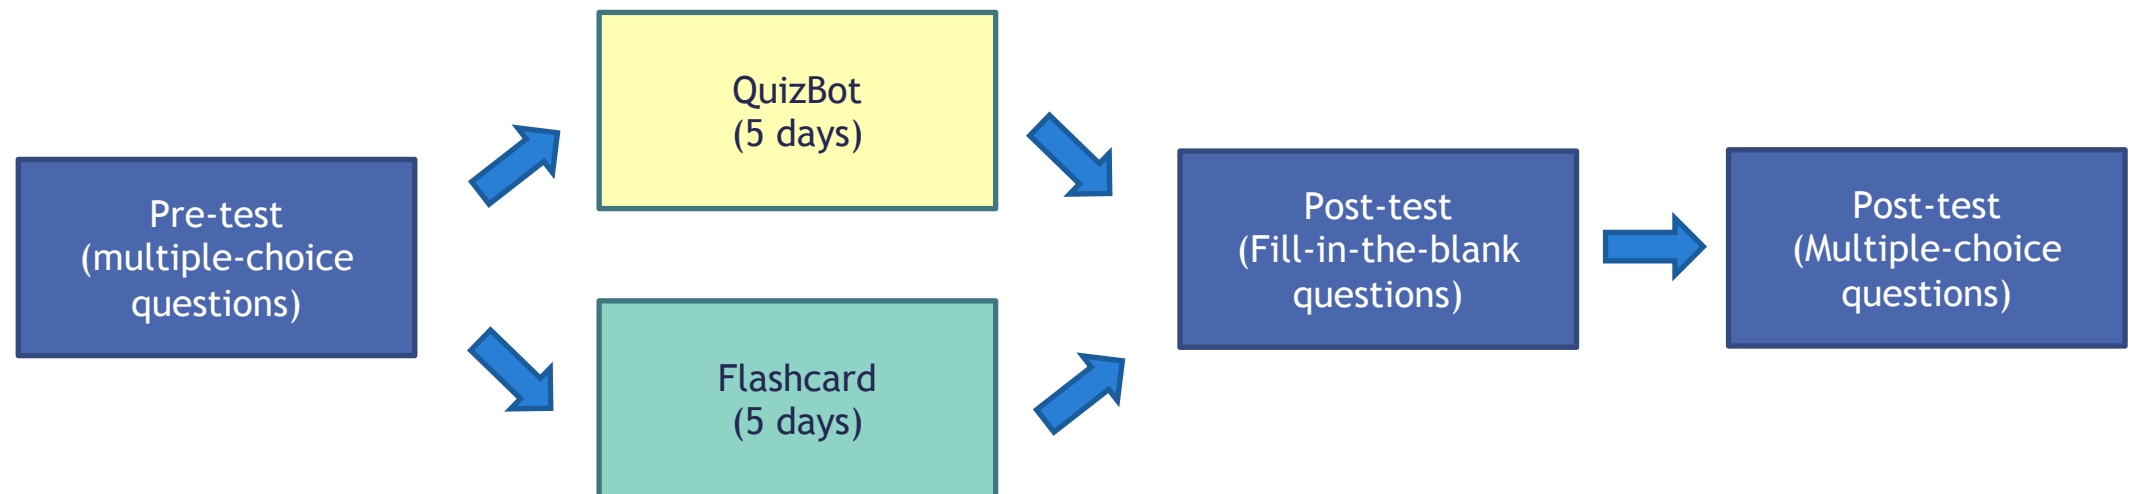 Pre-test
(multiple-choice
questions)
QuizBot
(5 days)
Flashcard
(5 days)
Post-test
(Fill-in-the-blank
questions)
Post-test
(Multiple-choice
questions)